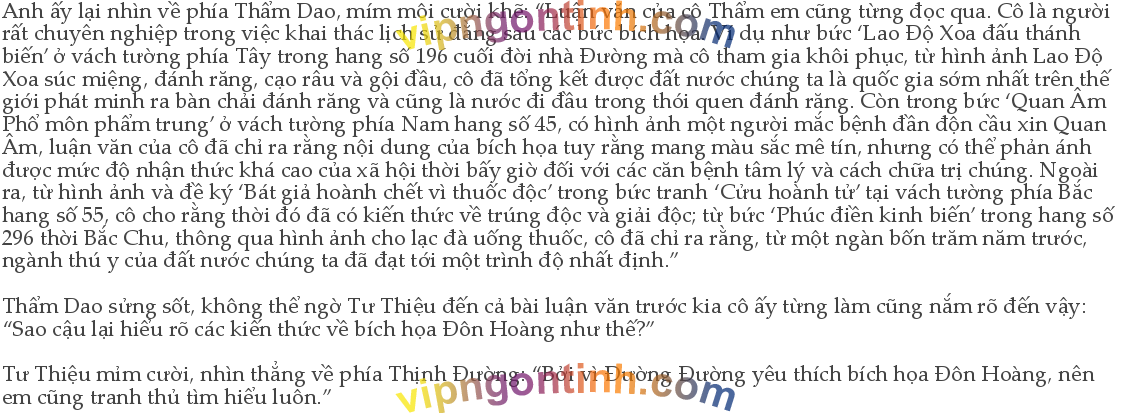 Anh ấy lại nhìn về phía Thẩm Dao, mím môi cười khẽ: “Luận văn của cô Thẩm em cũng từng đọc qua. Cô là người
rất chuyên nghiệp trong việc khai thác lịch sử đằng sau các bức bích họa. Ví dụ như bức ‘Lao Độ Xoa đấu thánh
biến’ ở vách tường phía Tây trong hang số 196 cuối đời nhà Đường mà cô tham gia khôi phục, từ hình ảnh Lao Độ
Xoa súc miệng, đánh răng, cạo râu và gội đầu, cô đã tổng kết được đất nước chúng ta là quốc gia sớm nhất trên thế
giới phát minh ra bàn chải đánh răng và cũng là nước đi đầu trong thói quen đánh răng. Còn trong bức ‘Quan Âm
Phổ môn phẩm trung’ ở vách tường phía Nam hang số 45, có hình ảnh một người mắc bệnh đần độn cầu xin Quan
Âm, luận văn của cô đã chỉ ra rằng nội dung của bích họa tuy rằng mang màu sắc mê tín, nhưng có thể phản ánh
được mức độ nhận thức khá cao của xã hội thời bấy giờ đối với các căn bệnh tâm lý và cách chữa trị chúng. Ngoài
ra, từ hình ảnh và đề ký ‘Bát giả hoành chết vì thuốc độc’ trong bức tranh ‘Cửu hoành tử’ tại vách tường phía Bắc
hang số 55, cô cho rằng thời đó đã có kiến thức về trúng độc và giải độc; từ bức ‘Phúc điền kinh biến’ trong hang số
296 thời Bắc Chu, thông qua hình ảnh cho lạc đà uống thuốc, cô đã chỉ ra rằng, từ một ngàn bốn trăm năm trước,
ngành thú y của đất nước chúng ta đã đạt tới một trình độ nhất định.”
Thẩm Dao sửng sốt, không thể ngờ Tư Thiệu đến cả bài luận văn trước kia cô ấy từng làm cũng nắm rõ đến vậy:
“Sao cậu lại hiểu rõ các kiến thức về bích họa Đôn Hoàng như thế?”
Tư Thiệu mỉm cười, nhìn thẳng về phía Thịnh Đường: “Bởi vì Đường Đường yêu thích bích họa Đôn Hoàng, nên
em cũng tranh thủ tìm hiểu luôn.”
vipngontinh.com
vipngontinh.com